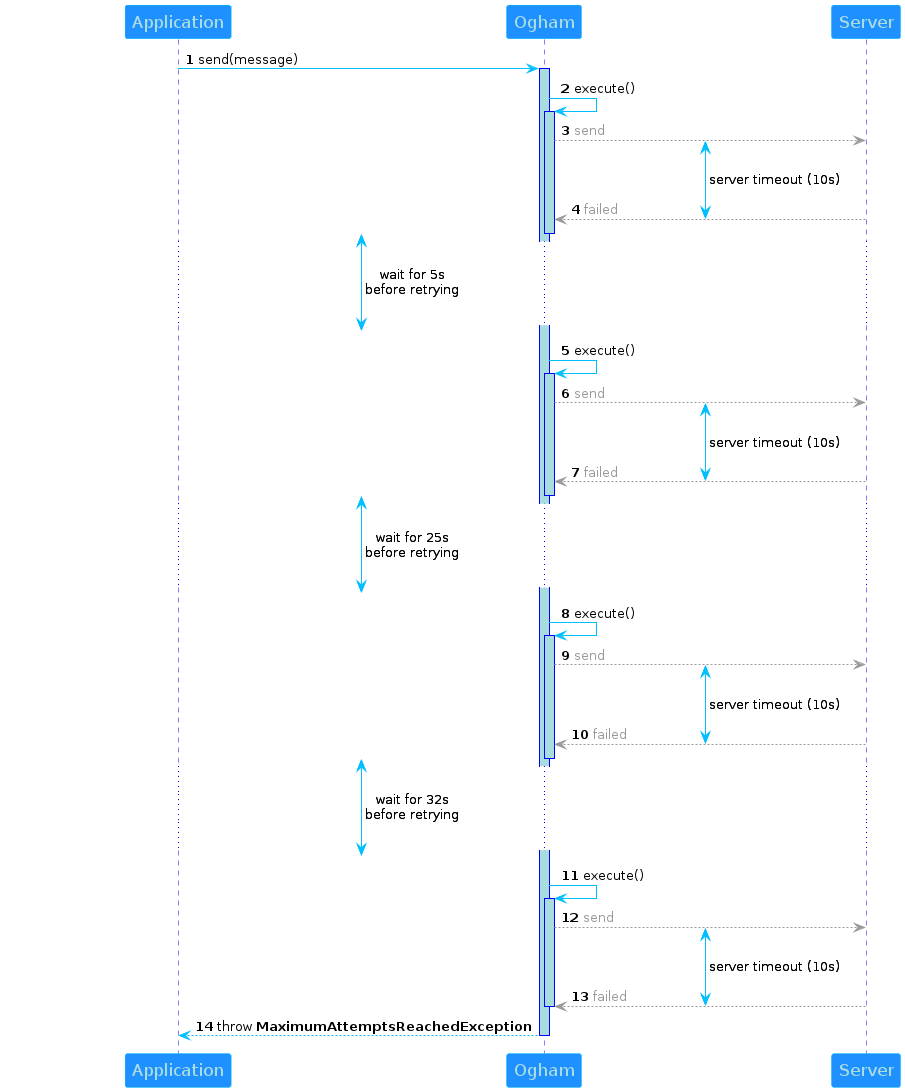 Application Ogham Server
1 send(message)
2 execute()
3 send
server timeout (10s)
4 failed
wait for 5s
before retrying
5 execute()
6 send
server timeout (10s)
7 failed
wait for 25s
before retrying
8 execute()
9 send
server timeout (10s)
10 failed
wait for 32s
before retrying
11 execute()
12 send
server timeout (10s)
13 failed
14 throw MaximumAttemptsReachedException
Application Ogham Server